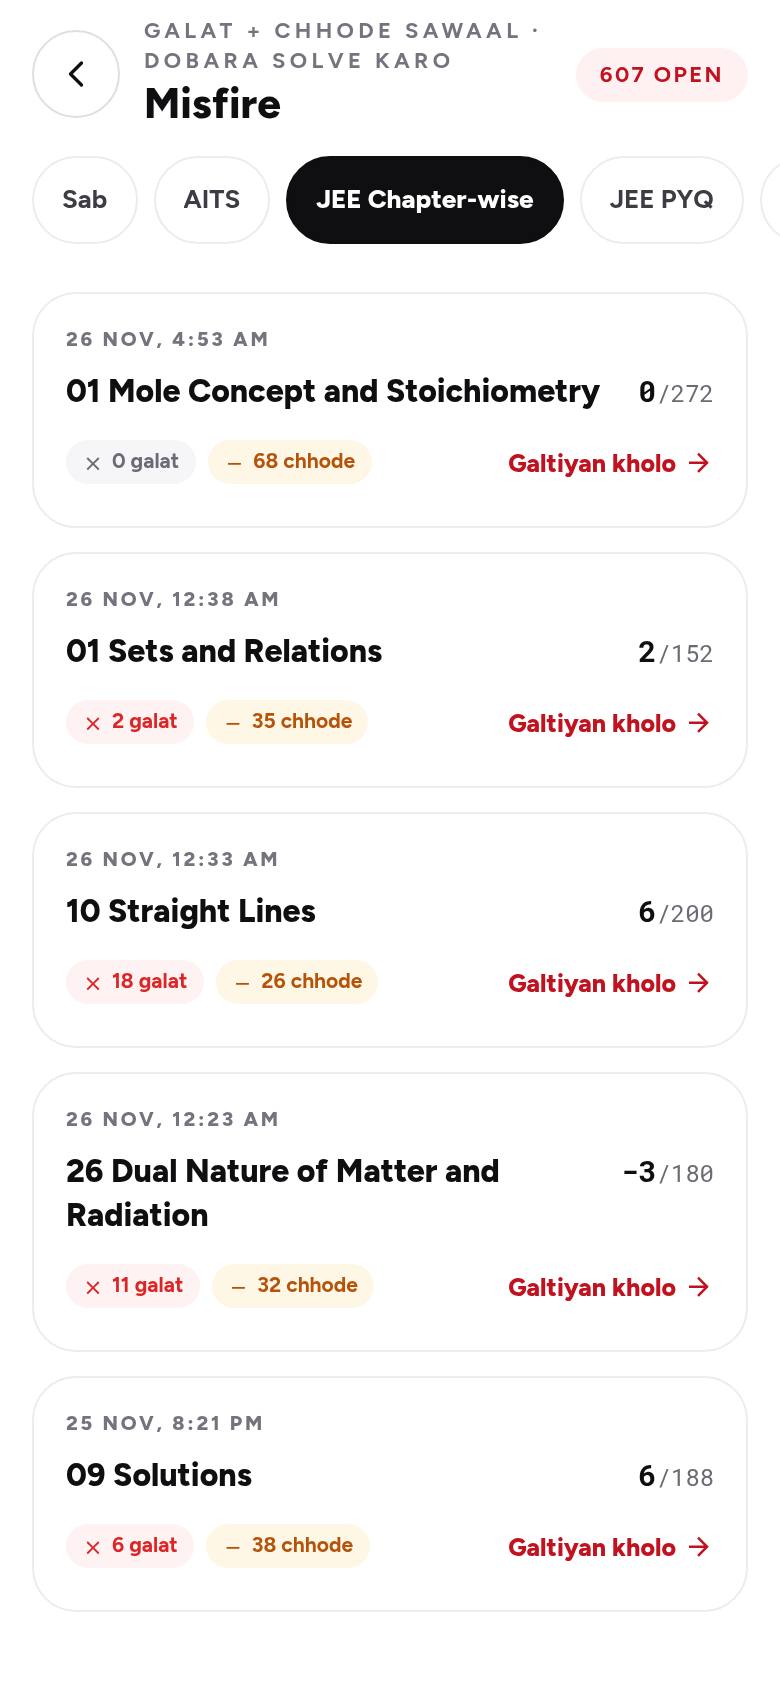 GALAT + CHHODE SAWAAL ·
DOBARA SOLVE KARO
Misfire
607 OPEN
Sab
AITS
JEE Chapter-wise
JEE PYQ
26 NOV, 4:53 AM
01 Mole Concept and Stoichiometry 0/272
× 0 galat – 68 chhode Galtiyan kholo →
26 NOV, 12:38 AM
01 Sets and Relations 2/152
× 2 galat – 35 chhode Galtiyan kholo →
26 NOV, 12:33 AM
10 Straight Lines 6/200
× 18 galat – 26 chhode Galtiyan kholo →
26 NOV, 12:23 AM
26 Dual Nature of Matter and −3/180
Radiation
× 11 galat – 32 chhode Galtiyan kholo →
25 NOV, 8:21 PM
09 Solutions 6/188
× 6 galat – 38 chhode Galtiyan kholo →